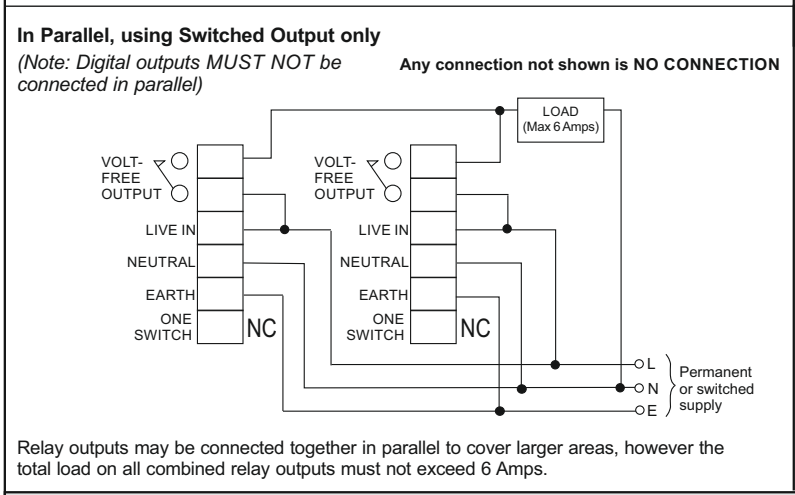 In Parallel, using Switched Output only
(Note: Digital outputs MUST NOT be
connected in parallel)
Any connection not shown is NO CONNECTION
LOAD
(Max 6 Amps)
VOLT-
FREE
OUTPUT
LIVE IN
NEUTRAL
EARTH
ONE
SWITCH
NC
VOLT-
FREE
OUTPUT
LIVE IN
NEUTRAL
EARTH
ONE
SWITCH
NC
L
N
E
Permanent
or switched
supply
Relay outputs may be connected together in parallel to cover larger areas, however the
total load on all combined relay outputs must not exceed 6 Amps.